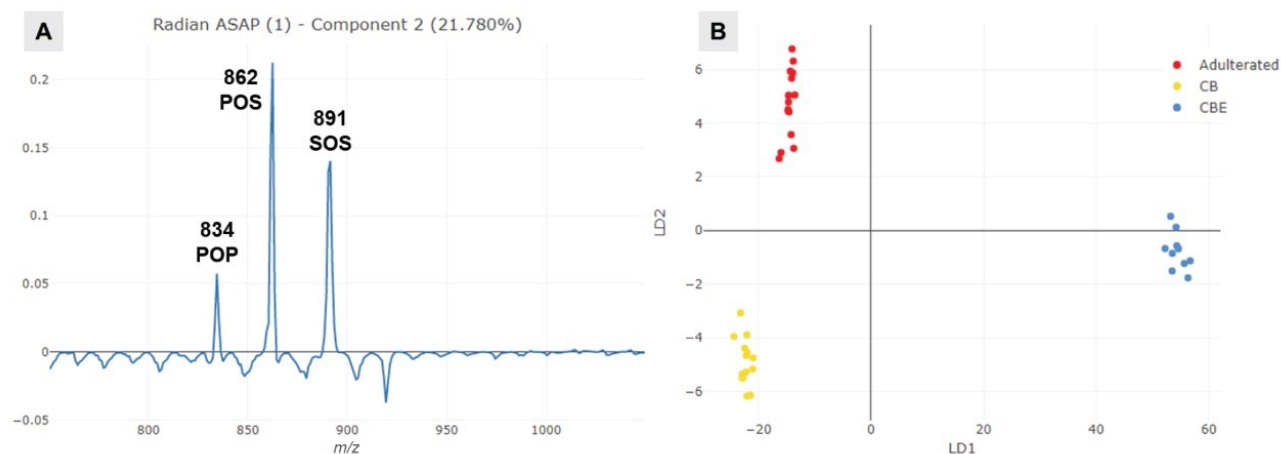 A
Radian ASAP (1) - Component 2 (21.780%)
862
POS
891
SOS
834
POP
0.2
0.15
0.1
0.05
0
−0.05
800
850
900
950
1000
m/z
B
Adulterated
CB
CBE
6
4
2
0
−2
−4
−6
LD2
−20
0
20
40
60
LD1